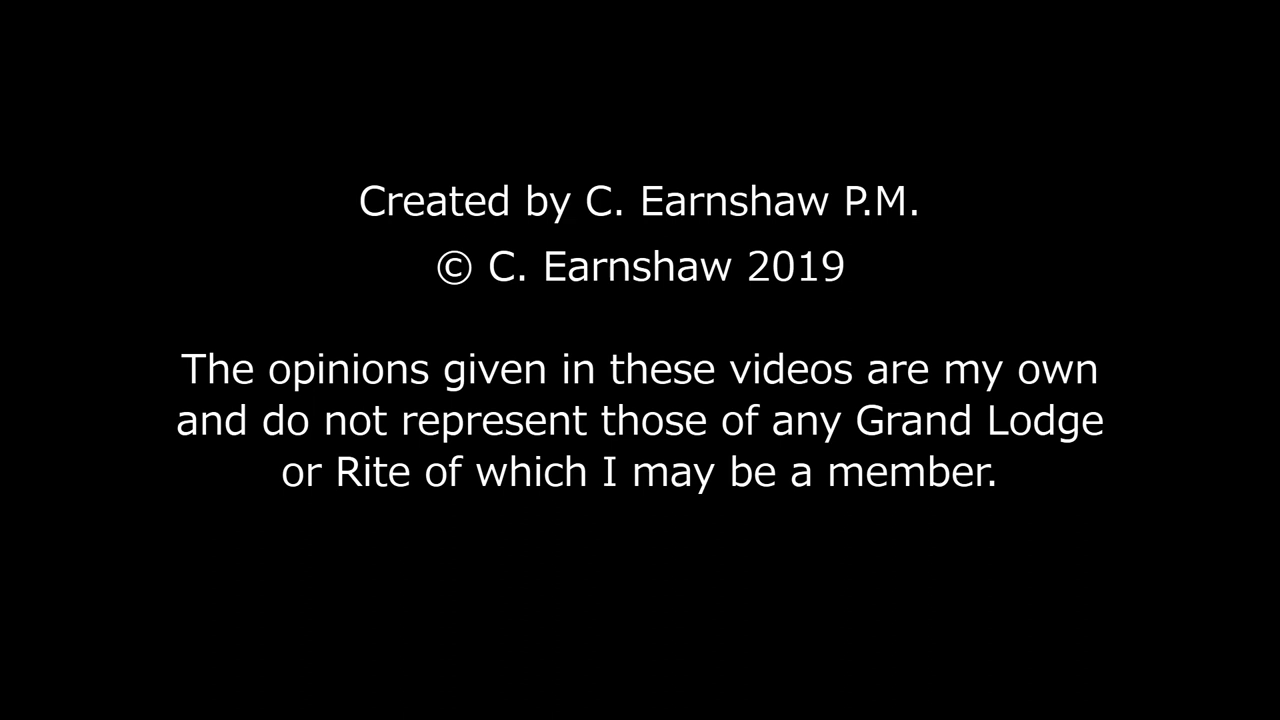 Created by C. Earnshaw P.M.
© C. Earnshaw 2019
The opinions given in these videos are my own
and do not represent those of any Grand Lodge
or Rite of which I may be a member.